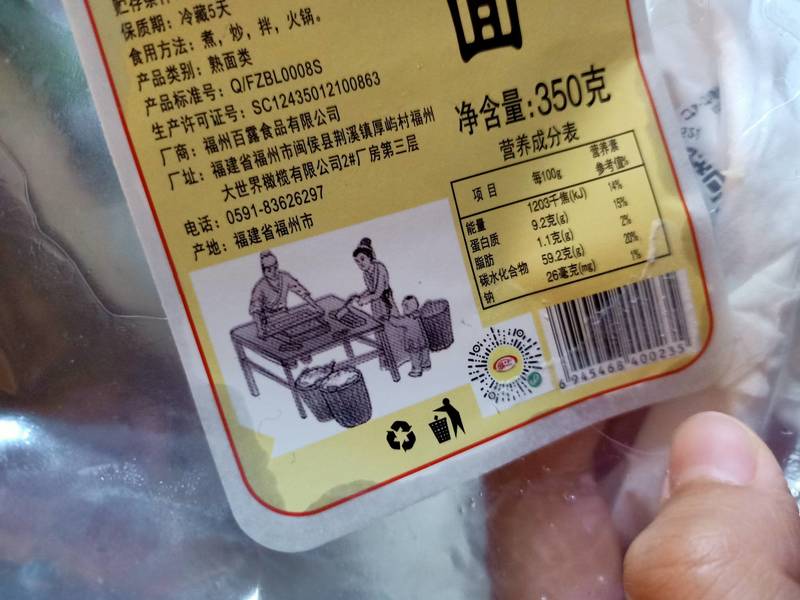 贮存条件
保质期：冷藏5天
食用方法：煮，炒，拌，火锅。
产品类别：熟面类
产品标准号：Q/FZBL0008S
生产许可证号：SC12435012100863
厂商：福州百露食品有限公司
厂址：福建省福州市闽侯县荆溪镇厚屿村福州
大世界橄榄有限公司2#厂房第三层
电话：0591-83626297
产地：福建省福州市
面
净含量:350克
营养成分表
项目 每100g 营养素参考值%
能量 1203千焦(kJ) 14%
蛋白质 9.2克(g) 15%
脂肪 1.1克(g) 2%
碳水化合物 59.2克(g) 20%
钠 26毫克(mg) 1%
6 945468 400235